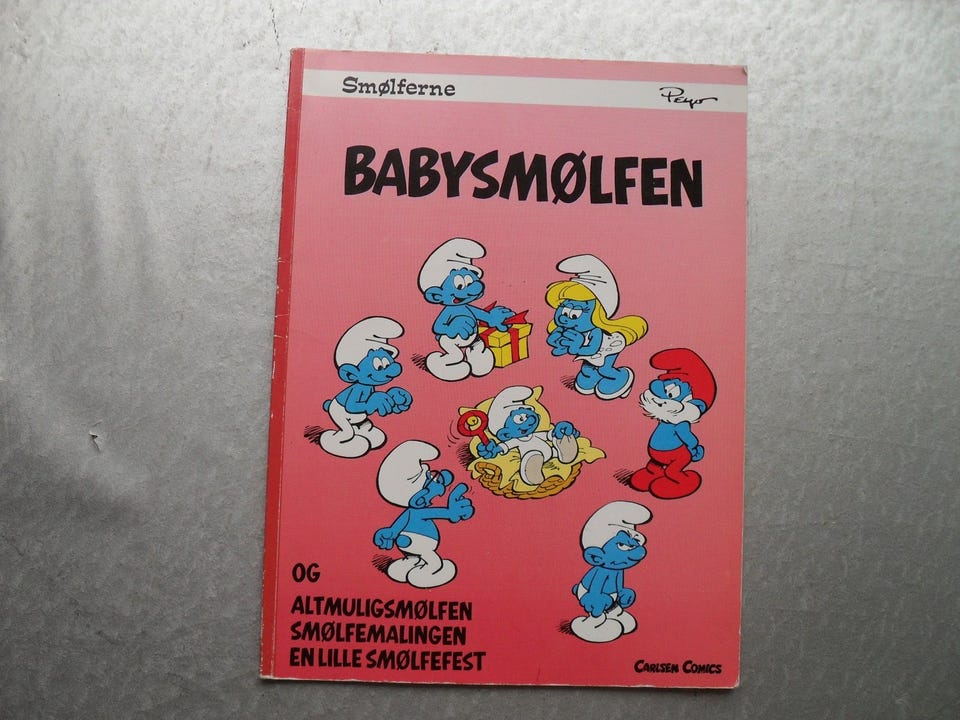 Smølferne
Peyo
BABYSMØLFEN
OG
ALTMULIGSMØLFEN
SMØLFEMALINGEN
EN LILLE SMØLFEFEST
CARLSEN COMICS